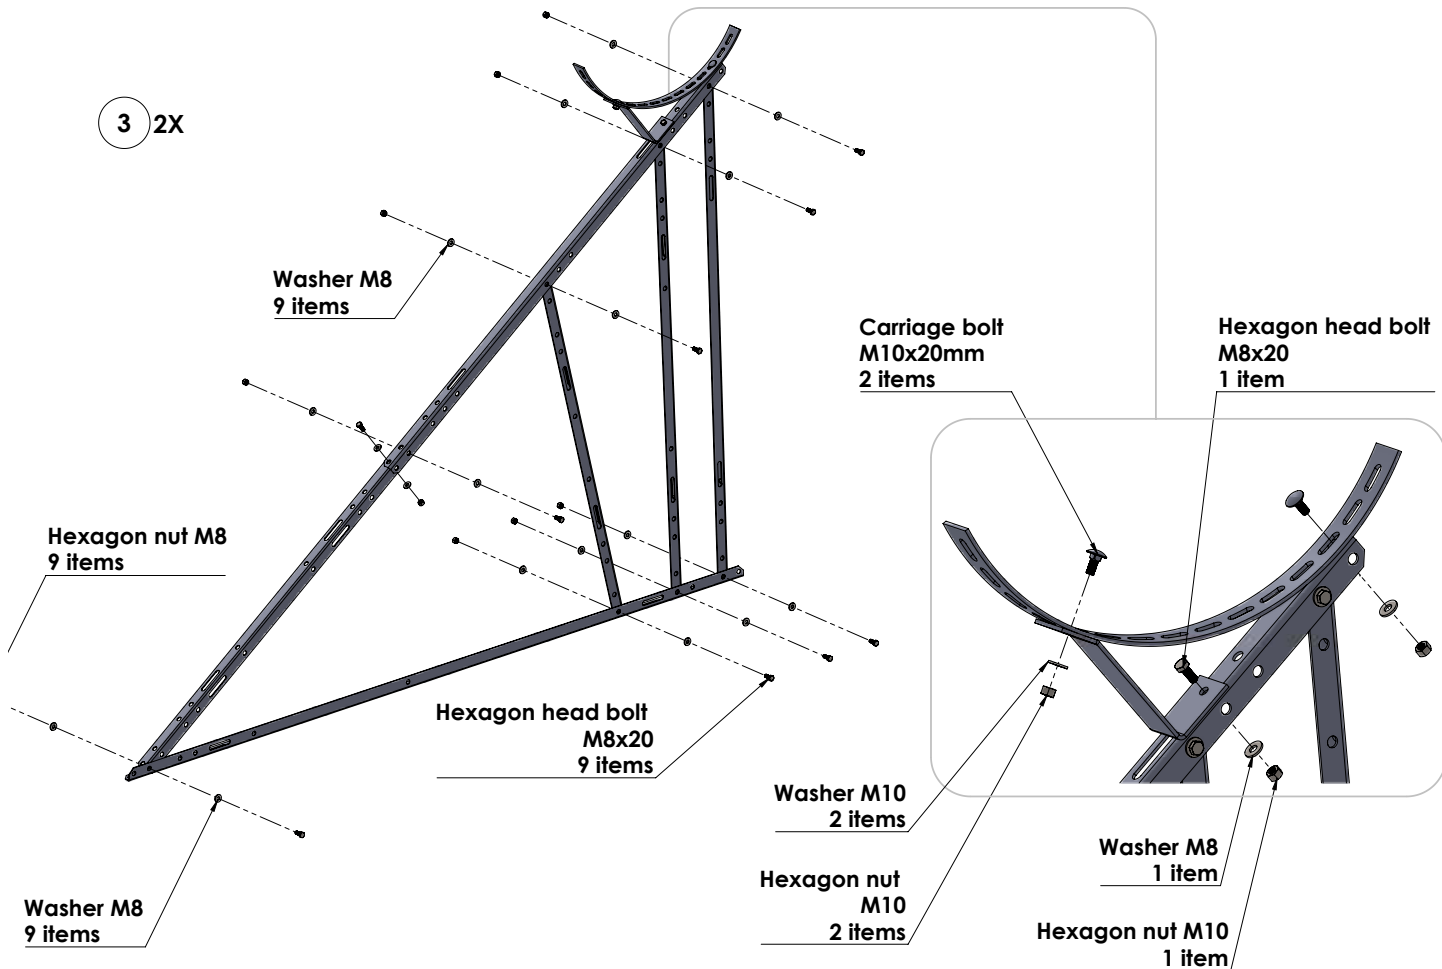 3 2X
Washer M8
9 items
Carriage bolt
M10x20mm
2 items
Hexagon head bolt
M8x20
1 item
Hexagon nut M8
9 items
Hexagon head bolt
M8x20
9 items
Washer M10
2 items
Washer M8
1 item
Hexagon nut
M10
2 items
Washer M8
9 items
Hexagon nut M10
1 item